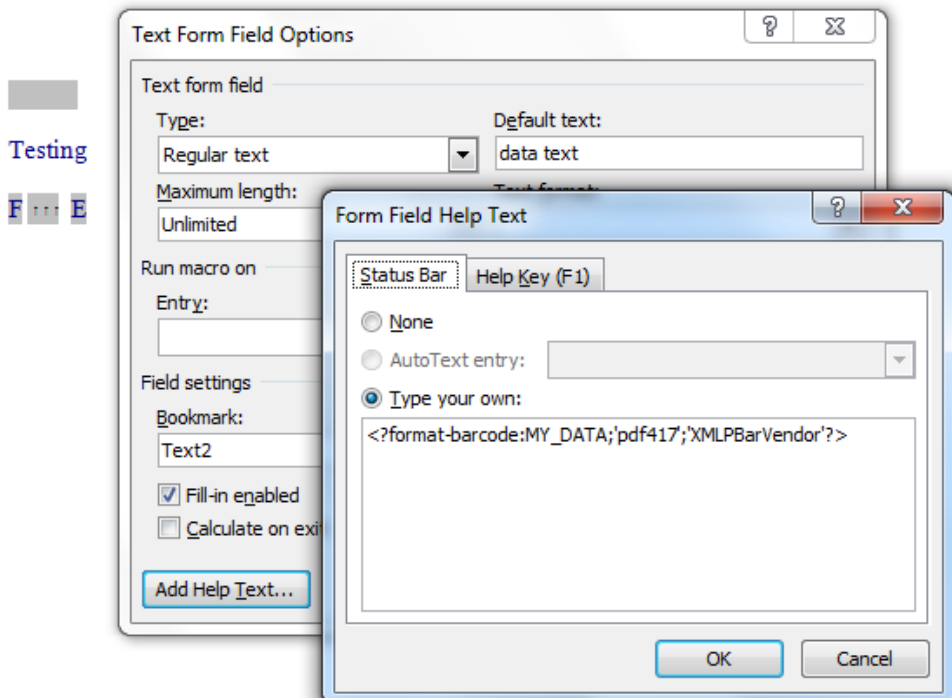 Text Form Field Options
Text form field
Type:
Default text:
Regular text
data text
Maximum length:
Text format:
Unlimited
Run macro on
Entry:
Field settings
Bookmark:
Text2
Fill-in enabled
Calculate on exit
Add Help Text...
Testing
F E
Form Field Help Text
Status Bar
Help Key (F1)
None
AutoText entry:
Type your own:
<?format-barcode:MY_DATA;'pdf417';'XMLPBarVendor'?>
OK
Cancel